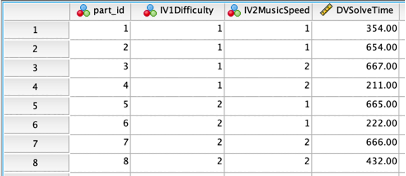 part_id IV1Difficulty IV2MusicSpeed DVSolveTime
1 1 1 1 354.00
2 2 1 1 654.00
3 3 1 2 667.00
4 4 1 2 211.00
5 5 2 1 665.00
6 6 2 1 222.00
7 7 2 2 666.00
8 8 2 2 432.00